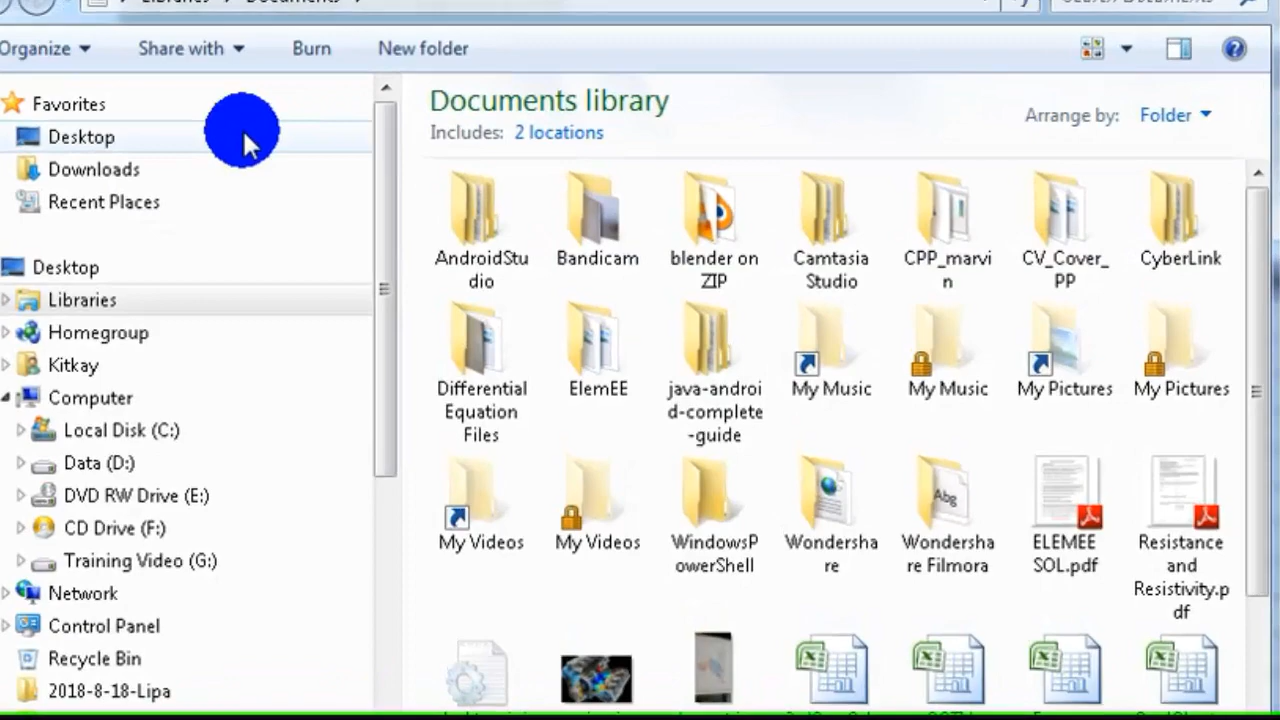 Organize
Share with
Burn
New folder
Favorites
Desktop
Downloads
Recent Places
Desktop
Libraries
Homegroup
Kitkay
Computer
Local Disk (C:)
Data (D:)
DVD RW Drive (E:)
CD Drive (F:)
Training Video (G:)
Network
Control Panel
Recycle Bin
2018-8-18-Lipa
Documents library
Includes: 2 locations
Arrange by: Folder
AndroidStu
dio
Bandicam
blender on
ZIP
Camtasia
Studio
CPP_marvi
n
CV_Cover_
PP
CyberLink
Differential
Equation
Files
ElemEE
java-androi
d-complete
-guide
My Music
My Music
My Pictures
My Pictures
My Videos
My Videos
WindowsP
owerShell
Wondersha
re
Abg
Wondersha
re Filmora
ELEMEE
SOL.pdf
Resistance
and
Resistivity.p
df